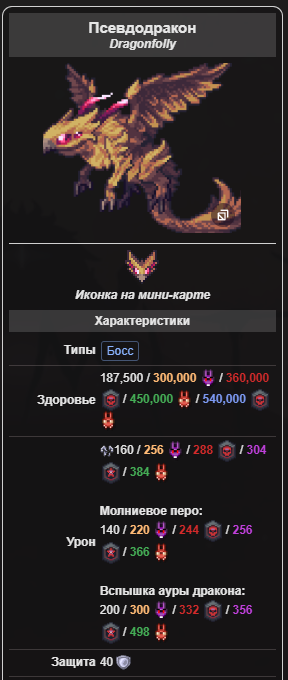 Псевдодракон
Dragonfolly
Иконка на мини-карте
Характеристики
Типы Босс
187,500 / 300,000 / 360,000
Здоровье / 450,000 / 540,000
160 / 256 / 288 / 304
/ 384
Молниевое перо:
Урон 140 / 220 / 244 / 256
/ 366
Вспышка ауры дракона:
200 / 300 / 332 / 356
/ 498
Защита 40